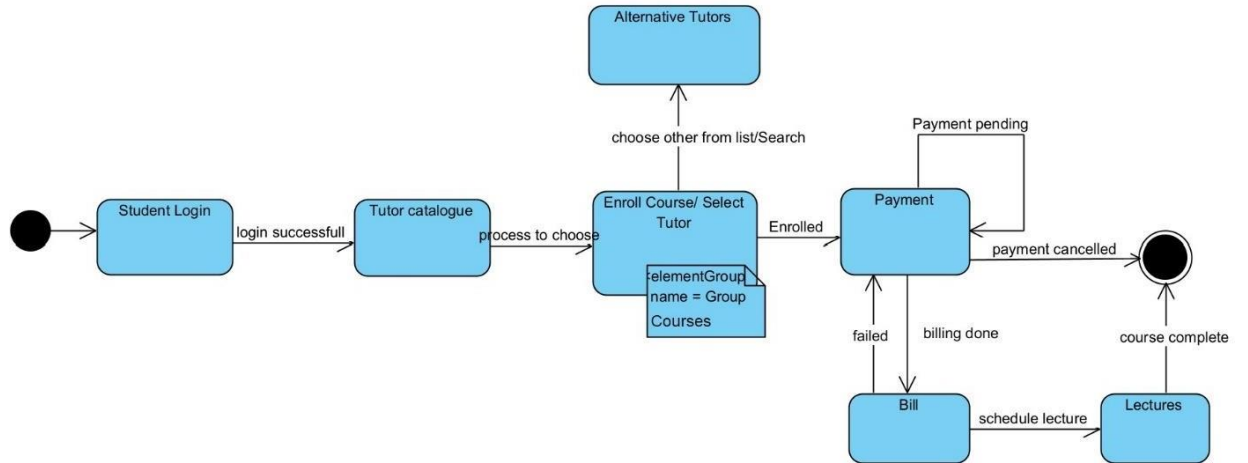 Alternative Tutors
choose other from list/Search
Payment pending
Student Login
login successfull
Tutor catalogue
process to choose
Enroll Course/ Select
Tutor
Enrolled
Payment
payment cancelled
elementGroup
name = Group
Courses
failed
billing done
course complete
Bill
schedule lecture
Lectures